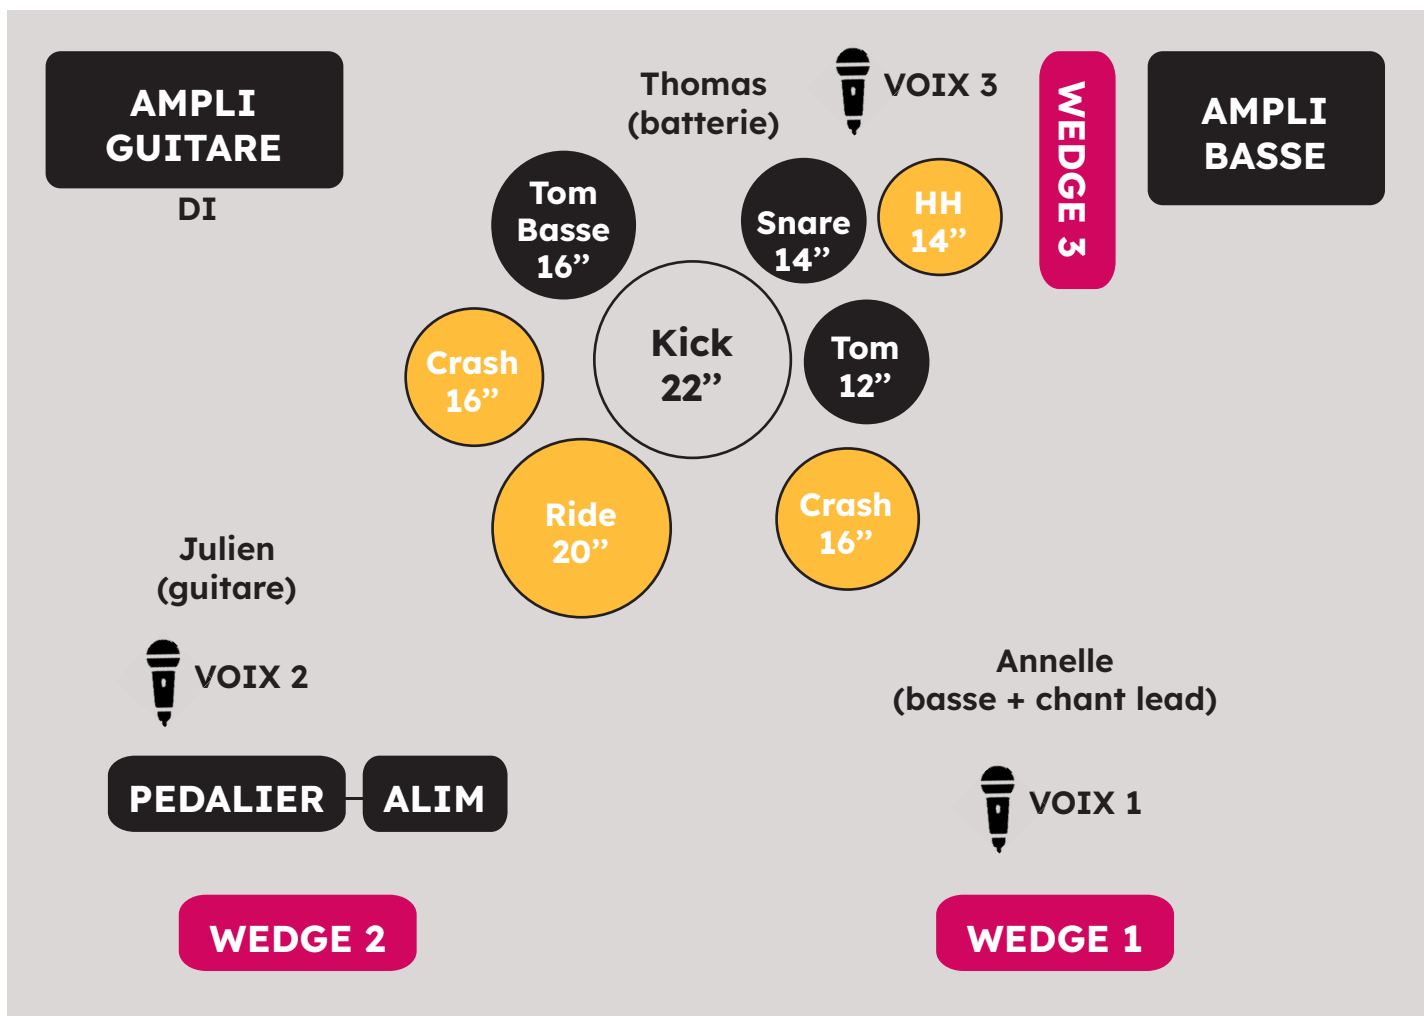 AMPLI
GUITARE
DI
Thomas
(batterie)
VOIX 3
WEDGE 3
AMPLI
BASSE
Tom
Basse
16”
Snare
14”
HH
14”
Crash
16”
Kick
22”
Tom
12”
Ride
20”
Crash
16”
Julien
(guitare)
VOIX 2
PEDALIER
ALIM
WEDGE 2
Annelle
(basse + chant lead)
VOIX 1
WEDGE 1